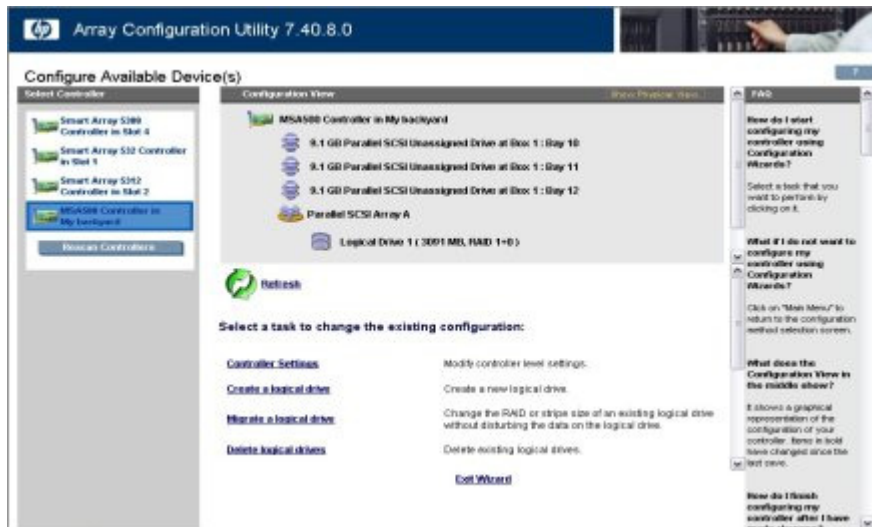 hp
Array Configuration Utility 7.40.8.0
Configure Available Device(s)
?
Select Controller
Smart Array 5300
Controller in Slot 4
Smart Array 532 Controller
in Slot 1
Smart Array 5312
Controller in Slot 2
MSA500 Controller in
My backyard
Rescan Controllers
Configuration View
Show Physical View
MSA500 Controller in My backyard
9.1 GB Parallel SCSI Unassigned Drive at Box 1 : Bay 10
9.1 GB Parallel SCSI Unassigned Drive at Box 1 : Bay 11
9.1 GB Parallel SCSI Unassigned Drive at Box 1 : Bay 12
Parallel SCSI Array A
Logical Drive 1 ( 3091 MB, RAID 1+0 )
Refresh
Select a task to change the existing configuration:
Controller Settings
Modify controller level settings.
Create a logical drive
Create a new logical drive.
Migrate a logical drive
Change the RAID or stripe size of an existing logical drive
without disturbing the data on the logical drive.
Delete logical drives
Delete existing logical drives.
Exit Wizard
FAQ
How do I start
configuring my
controller using
Configuration
Wizards?
Select a task that you
want to perform by
clicking on it.
What if I do not want to
configure my
controller using
Configuration
Wizards?
Click on "Main Menu" to
return to the configuration
method selection screen.
What does the
Configuration View in
the middle show?
It shows a graphical
representation of the
configuration of your
controller. Items in bold
have changed since the
last save.
How do I finish
configuring my
controller after I have